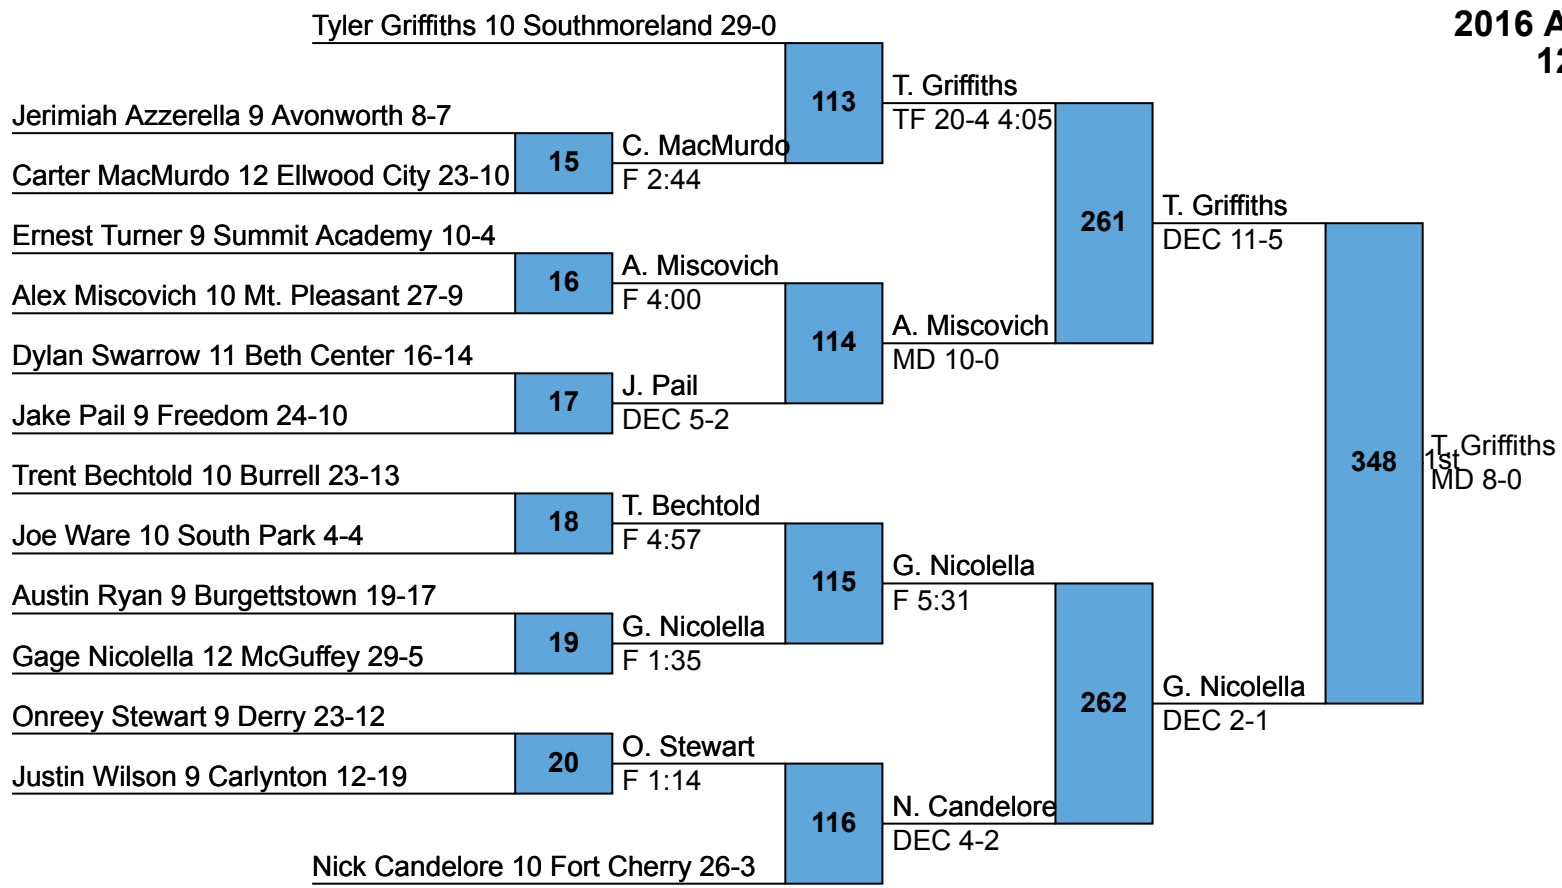 2016 A
12
Tyler Griffiths 10 Southmoreland 29-0
113
T. Griffiths
TF 20-4 4:05
Jerimiah Azzerella 9 Avonworth 8-7
15
C. MacMurdo
F 2:44
Carter MacMurdo 12 Ellwood City 23-10
261
T. Griffiths
DEC 11-5
Ernest Turner 9 Summit Academy 10-4
16
A. Miscovich
F 4:00
Alex Miscovich 10 Mt. Pleasant 27-9
114
A. Miscovich
MD 10-0
Dylan Swarrow 11 Beth Center 16-14
17
J. Pail
DEC 5-2
Jake Pail 9 Freedom 24-10
348
1st
T. Griffiths
MD 8-0
Trent Bechtold 10 Burrell 23-13
18
T. Bechtold
F 4:57
Joe Ware 10 South Park 4-4
115
G. Nicolella
F 5:31
Austin Ryan 9 Burgettstown 19-17
19
G. Nicolella
F 1:35
Gage Nicolella 12 McGuffey 29-5
262
G. Nicolella
DEC 2-1
Onreey Stewart 9 Derry 23-12
20
O. Stewart
F 1:14
Justin Wilson 9 Carlynton 12-19
116
N. Candelore
DEC 4-2
Nick Candelore 10 Fort Cherry 26-3